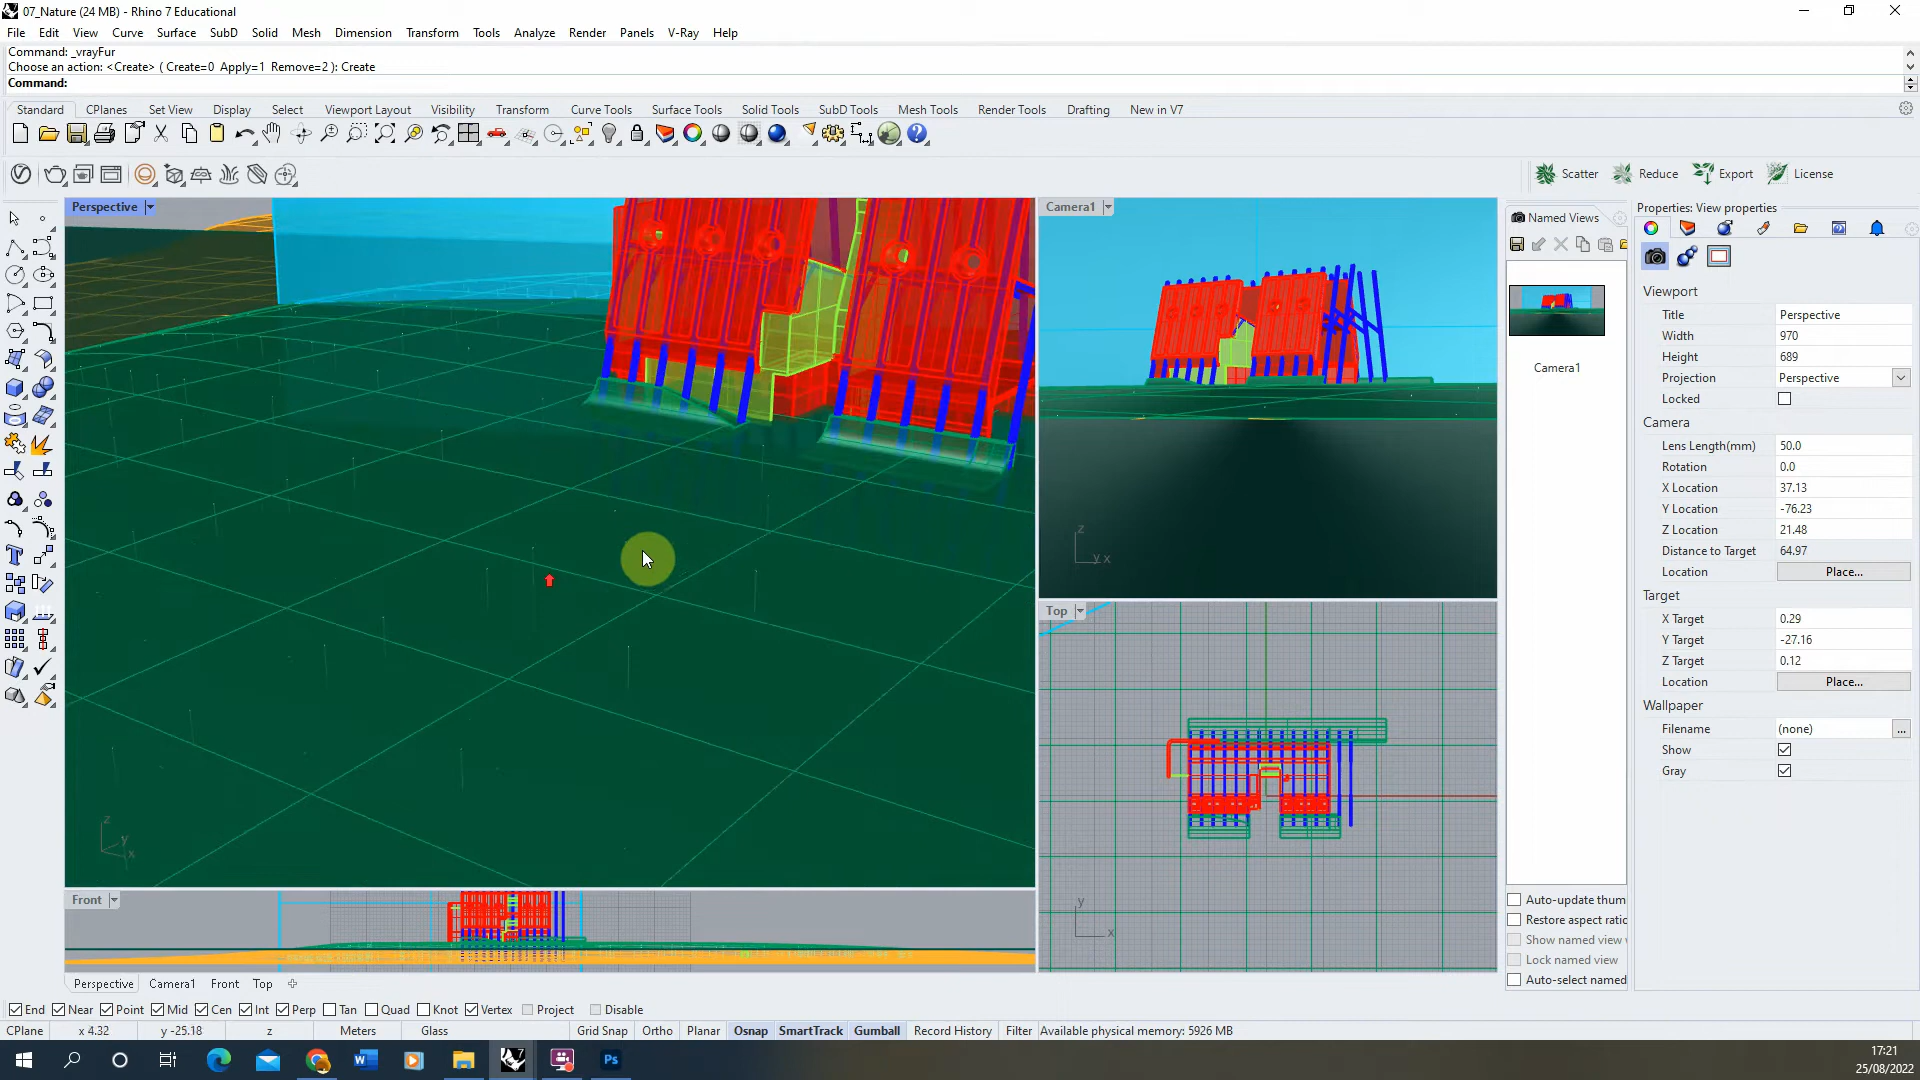 07_Nature (24 MB) - Rhino 7 Educational
File Edit View Curve Surface SubD Solid Mesh Dimension Transform Tools Analyze Render Panels V-Ray Help
Command: _vrayFur
Choose an action: <Create> ( Create=0 Apply=1 Remove=2 ): Create
Command:
Standard CPlanes Set View Display Select Viewport Layout Visibility Transform Curve Tools Surface Tools Solid Tools SubD Tools Mesh Tools Render Tools Drafting New in V7
Scatter Reduce Export License
Perspective
Camera1
Named Views
Properties: View properties
Viewport
Title Perspective
Width 970
Height 689
Projection Perspective
Locked
Camera1
Camera
Lens Length(mm) 50.0
Rotation 0.0
X Location 37.13
Y Location -76.23
Z Location 21.48
Distance to Target 64.97
Location Place...
Target
X Target 0.29
Y Target -27.16
Z Target 0.12
Location Place...
Wallpaper
Filename (none) ...
Show
Gray
z
y x
Top
y
x
z
y
x
Front
Auto-update thum
Restore aspect ratio
Show named view
Lock named view
Auto-select named
Perspective Camera1 Front Top
End Near Point Mid Cen Int Perp Tan Quad Knot Vertex Project Disable
CPlane x 4.32 y -25.18 z Meters Glass Grid Snap Ortho Planar Osnap SmartTrack Gumball Record History Filter Available physical memory: 5926 MB
17:21
25/08/2022